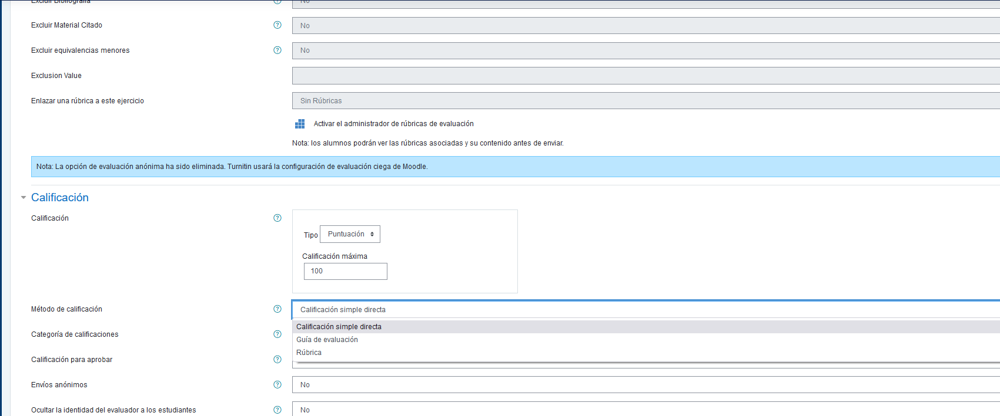 Excluir Bibliografía
No
Excluir Material Citado
No
Excluir equivalencias menores
No
Exclusion Value
Enlazar una rúbrica a este ejercicio
Sin Rúbricas
Activar el administrador de rúbricas de evaluación
Nota: los alumnos podrán ver las rúbricas asociadas y su contenido antes de enviar.
Nota: La opción de evaluación anónima ha sido eliminada. Turnitin usará la configuración de evaluación ciega de Moodle.
Calificación
Calificación
Tipo Puntuación
Calificación máxima
100
Método de calificación
Calificación simple directa
Calificación simple directa
Guía de evaluación
Rúbrica
Categoría de calificaciones
Calificación para aprobar
Envíos anónimos
No
Ocultar la identidad del evaluador a los estudiantes
No